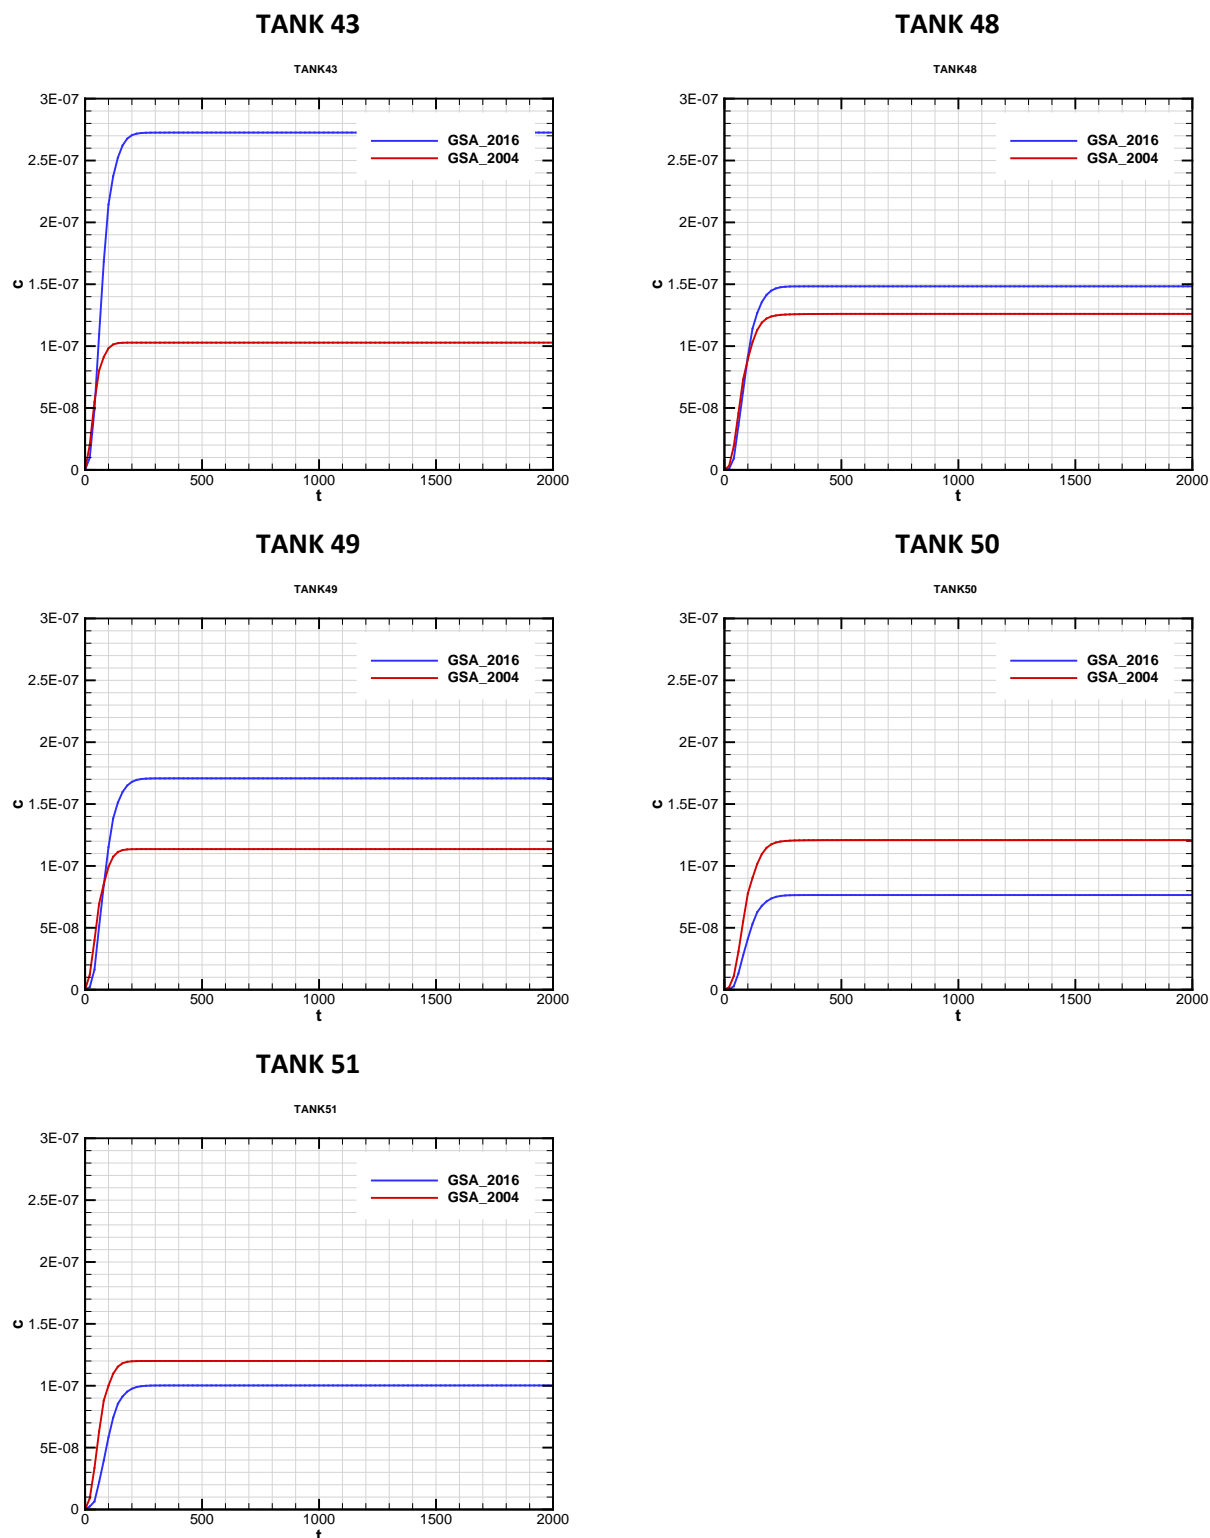 TANK 43
TANK43
3E-07
2.5E-07
2E-07
1.5E-07
1E-07
5E-08
0
c
0 500 1000 1500 2000
t
GSA_2016
GSA_2004
TANK 48
TANK48
3E-07
2.5E-07
2E-07
1.5E-07
1E-07
5E-08
0
c
0 500 1000 1500 2000
t
GSA_2016
GSA_2004
TANK 49
TANK49
3E-07
2.5E-07
2E-07
1.5E-07
1E-07
5E-08
0
c
0 500 1000 1500 2000
t
GSA_2016
GSA_2004
TANK 50
TANK50
3E-07
2.5E-07
2E-07
1.5E-07
1E-07
5E-08
0
c
0 500 1000 1500 2000
t
GSA_2016
GSA_2004
TANK 51
TANK51
3E-07
2.5E-07
2E-07
1.5E-07
1E-07
5E-08
0
c
0 500 1000 1500 2000
t
GSA_2016
GSA_2004